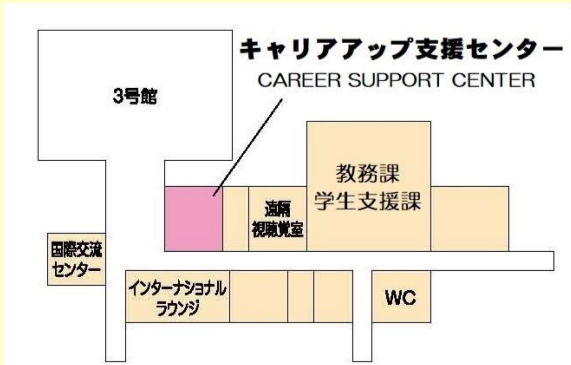 キャリアアップ支援センター
CAREER SUPPORT CENTER
3号館
教務課
学生支援課
遠隔
視聴覚室
国際交流
センター
インターナショナル
ラウンジ
WC